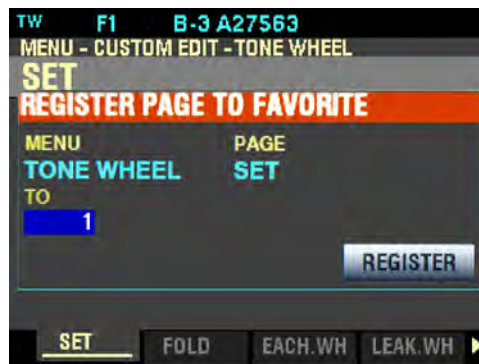 TW F1 B-3 A27563
MENU - CUSTOM EDIT - TONE WHEEL
SET
REGISTER PAGE TO FAVORITE
MENU PAGE
TONE WHEEL SET
TO
1
REGISTER
SET FOLD EACH.WH LEAK.WH